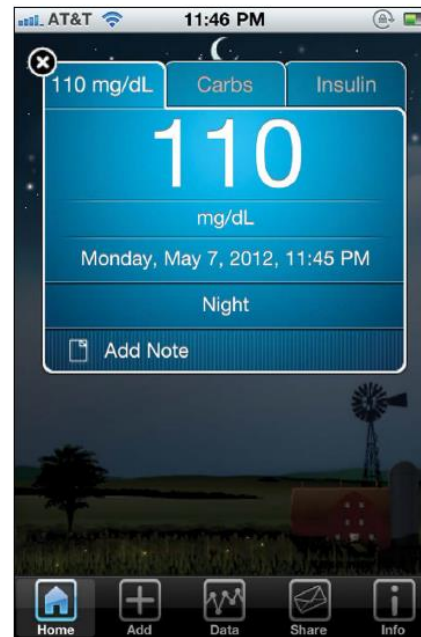 AT&T 11:46 PM
110 mg/dL Carbs Insulin
110
mg/dL
Monday, May 7, 2012, 11:45 PM
Night
Add Note
Home Add Data Share Info